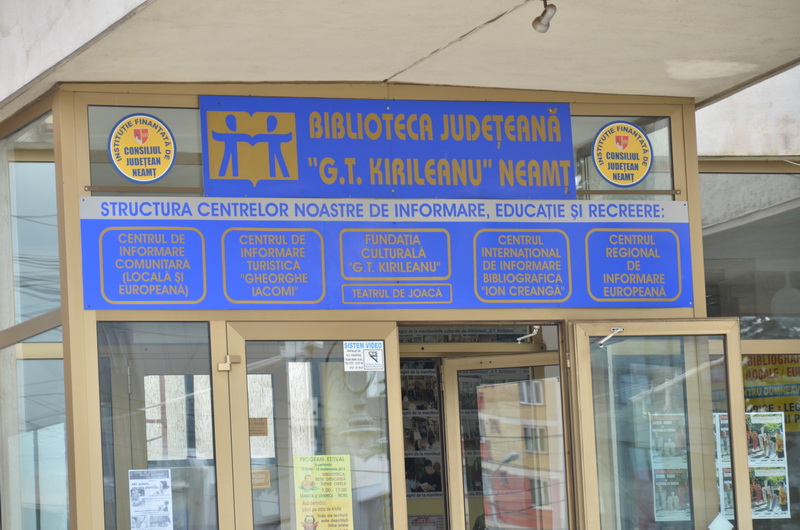 INSTITUȚIE FINANȚATĂ DE
CONSILIUL
JUDEȚEAN
NEAMȚ
BIBLIOTECA JUDEȚEANĂ
"G.T. KIRILEANU" NEAMȚ
INSTITUȚIE FINANȚATĂ DE
CONSILIUL
JUDEȚEAN
NEAMȚ
STRUCTURA CENTRELOR NOASTRE DE INFORMARE, EDUCAȚIE ȘI RECREERE:
CENTRUL DE
INFORMARE
COMUNITARĂ
(LOCALĂ ȘI
EUROPEANĂ)
CENTRUL DE
INFORMARE
TURISTICĂ
"GHEORGHE
IACOMI"
FUNDAȚIA
CULTURALĂ
"G.T. KIRILEANU"
TEATRUL DE JOACĂ
CENTRUL
INTERNAȚIONAL
DE INFORMARE
BIBLIOGRAFICA
"ION CREANGĂ"
CENTRUL
REGIONAL
DE
INFORMARE
EUROPEANĂ
SISTEM VIDEO
PROGRAM ESTIVAL